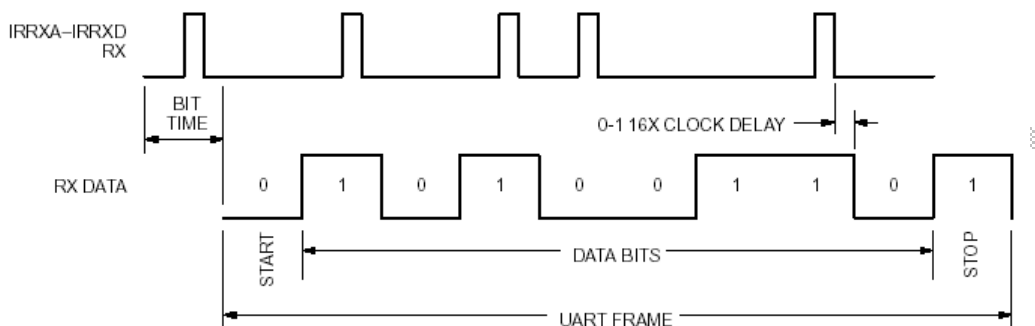 IRRXA–IRRXD
RX
BIT
TIME
0-1 16X CLOCK DELAY
RX DATA
0 1 0 1 0 0 1 1 0 1
START
DATA BITS
STOP
UART FRAME